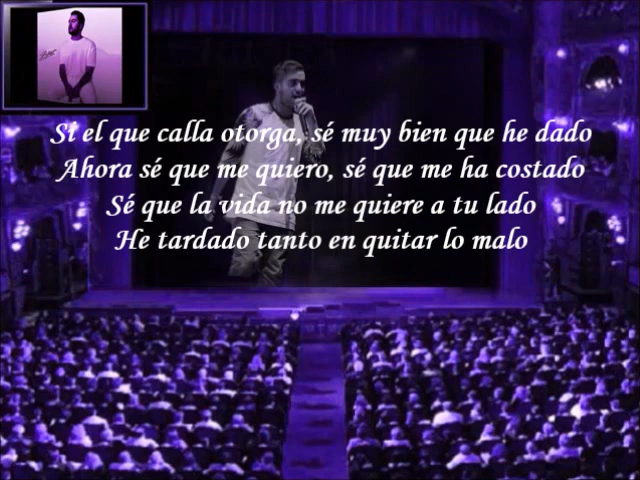 Si el que calla otorga, sé muy bien que he dado
Ahora sé que me quiero, sé que me ha costado
Sé que la vida no me quiere a tu lado
He tardado tanto en quitar lo malo